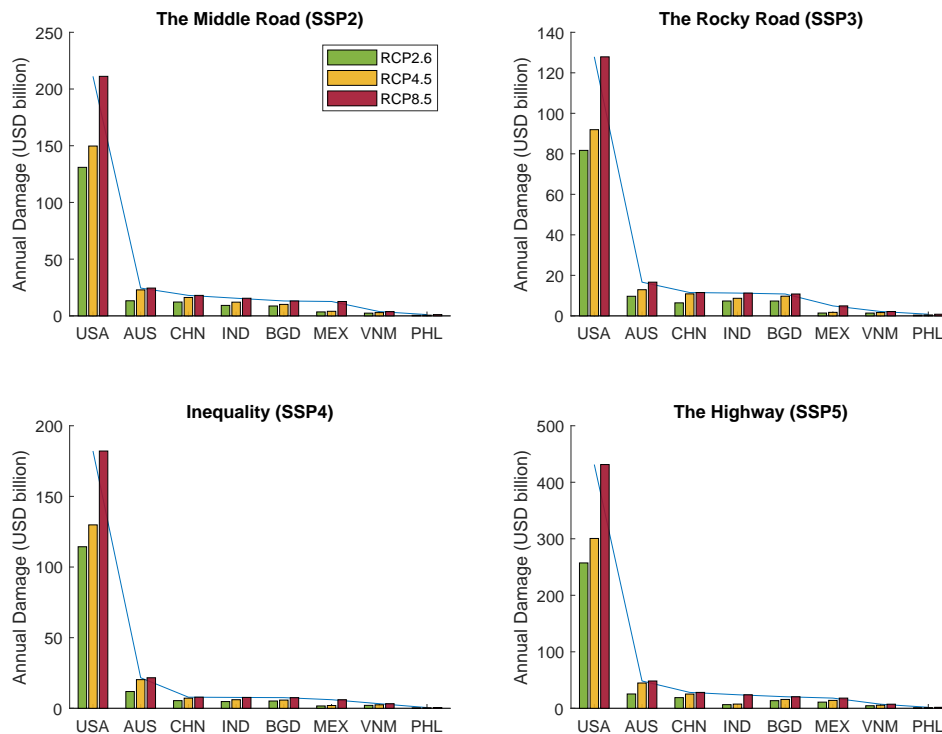 The Middle Road (SSP2)
250
200
150
100
50
0
Annual Damage (USD billion)
RCP2.6
RCP4.5
RCP8.5
USA AUS CHN IND BGD MEX VNM PHL
The Rocky Road (SSP3)
140
120
100
80
60
40
20
0
Annual Damage (USD billion)
USA AUS CHN IND BGD MEX VNM PHL
Inequality (SSP4)
200
150
100
50
0
Annual Damage (USD billion)
USA AUS CHN IND BGD MEX VNM PHL
The Highway (SSP5)
500
400
300
200
100
0
Annual Damage (USD billion)
USA AUS CHN IND BGD MEX VNM PHL